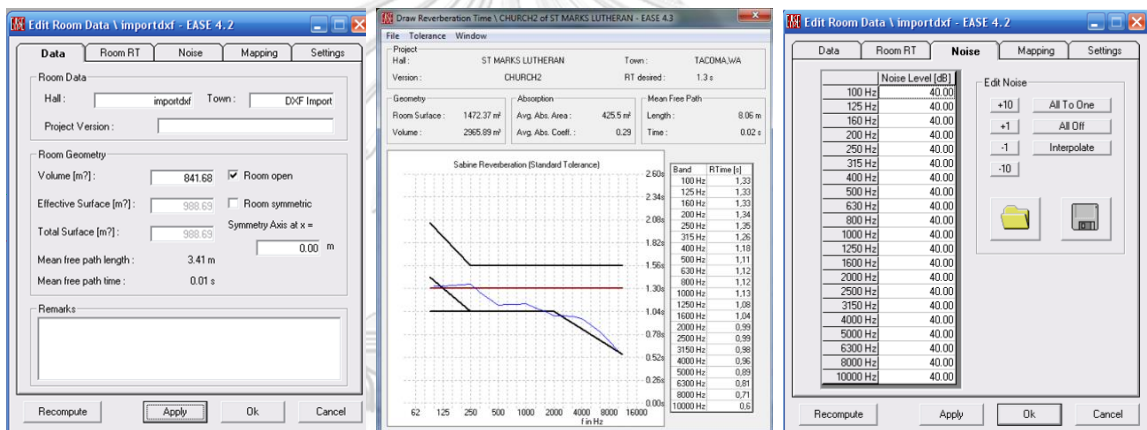 Edit Room Data \ importdxf - EASE 4.2
Data Room RT Noise Mapping Settings
Room Data
Hall : importdxf Town : DXF Import
Project Version :
Room Geometry
Volume [m?] : 841.68 Room open
Effective Surface [m?] : 988.69 Room symmetric
Total Surface [m?] : 988.69 Symmetry Axis at x =
0.00 m
Mean free path length : 3.41 m
Mean free path time : 0.01 s
Remarks
Recompute Apply Ok Cancel
Draw Reverberation Time \ CHURCH2 of ST MARKS LUTHERAN - EASE 4.3
File Tolerance Window
Project
Hall : ST MARKS LUTHERAN Town : TACOMA,WA
Version : CHURCH2 RT desired : 1.3 s
Geometry Absorption Mean Free Path
Room Surface : 1472.37 m² Avg. Abs. Area : 425.5 m² Length : 8.06 m
Volume : 2965.89 m³ Avg. Abs. Coeff. : 0.29 Time : 0.02 s
Sabine Reverberation (Standard Tolerance)
2.60s
2.34s
2.08s
1.82s
1.56s
1.30s
1.04s
0.78s
0.52s
0.26s
0.00s
62 125 250 500 1000 2000 4000 8000 16000
f in Hz
Band RTime [s]
100 Hz 1,33
125 Hz 1,33
160 Hz 1,33
200 Hz 1,34
250 Hz 1,35
315 Hz 1,26
400 Hz 1,18
500 Hz 1,11
630 Hz 1,12
800 Hz 1,12
1000 Hz 1,13
1250 Hz 1,08
1600 Hz 1,04
2000 Hz 0,99
2500 Hz 0,99
3150 Hz 0,98
4000 Hz 0,96
5000 Hz 0,89
6300 Hz 0,81
8000 Hz 0,71
10000 Hz 0,6
Edit Room Data \ importdxf - EASE 4.2
Data Room RT Noise Mapping Settings
Noise Level [dB]
100 Hz 40.00
125 Hz 40.00
160 Hz 40.00
200 Hz 40.00
250 Hz 40.00
315 Hz 40.00
400 Hz 40.00
500 Hz 40.00
630 Hz 40.00
800 Hz 40.00
1000 Hz 40.00
1250 Hz 40.00
1600 Hz 40.00
2000 Hz 40.00
2500 Hz 40.00
3150 Hz 40.00
4000 Hz 40.00
5000 Hz 40.00
6300 Hz 40.00
8000 Hz 40.00
10000 Hz 40.00
Edit Noise
+10 All To One
+1 All Off
-1 Interpolate
-10
Recompute Apply Ok Cancel